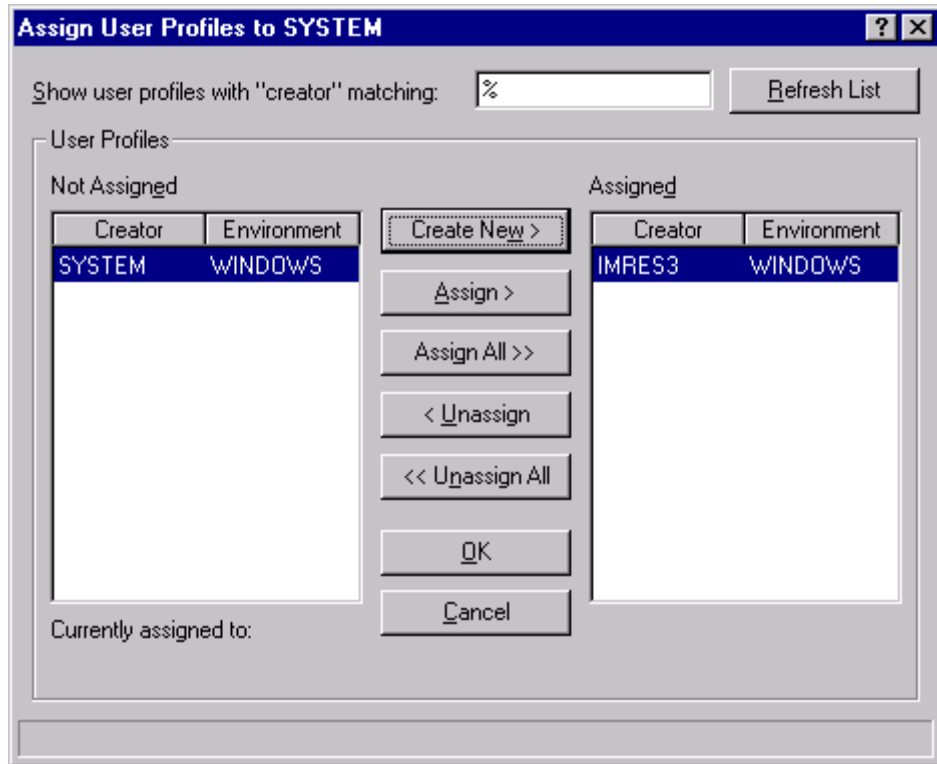 Assign User Profiles to SYSTEM
Show user profiles with "creator" matching: % Refresh List
User Profiles
Not Assigned
Creator Environment
SYSTEM WINDOWS
Currently assigned to:
Create New >
Assign >
Assign All >>
< Unassign
<< Unassign All
OK
Cancel
Assigned
Creator Environment
IMRES3 WINDOWS